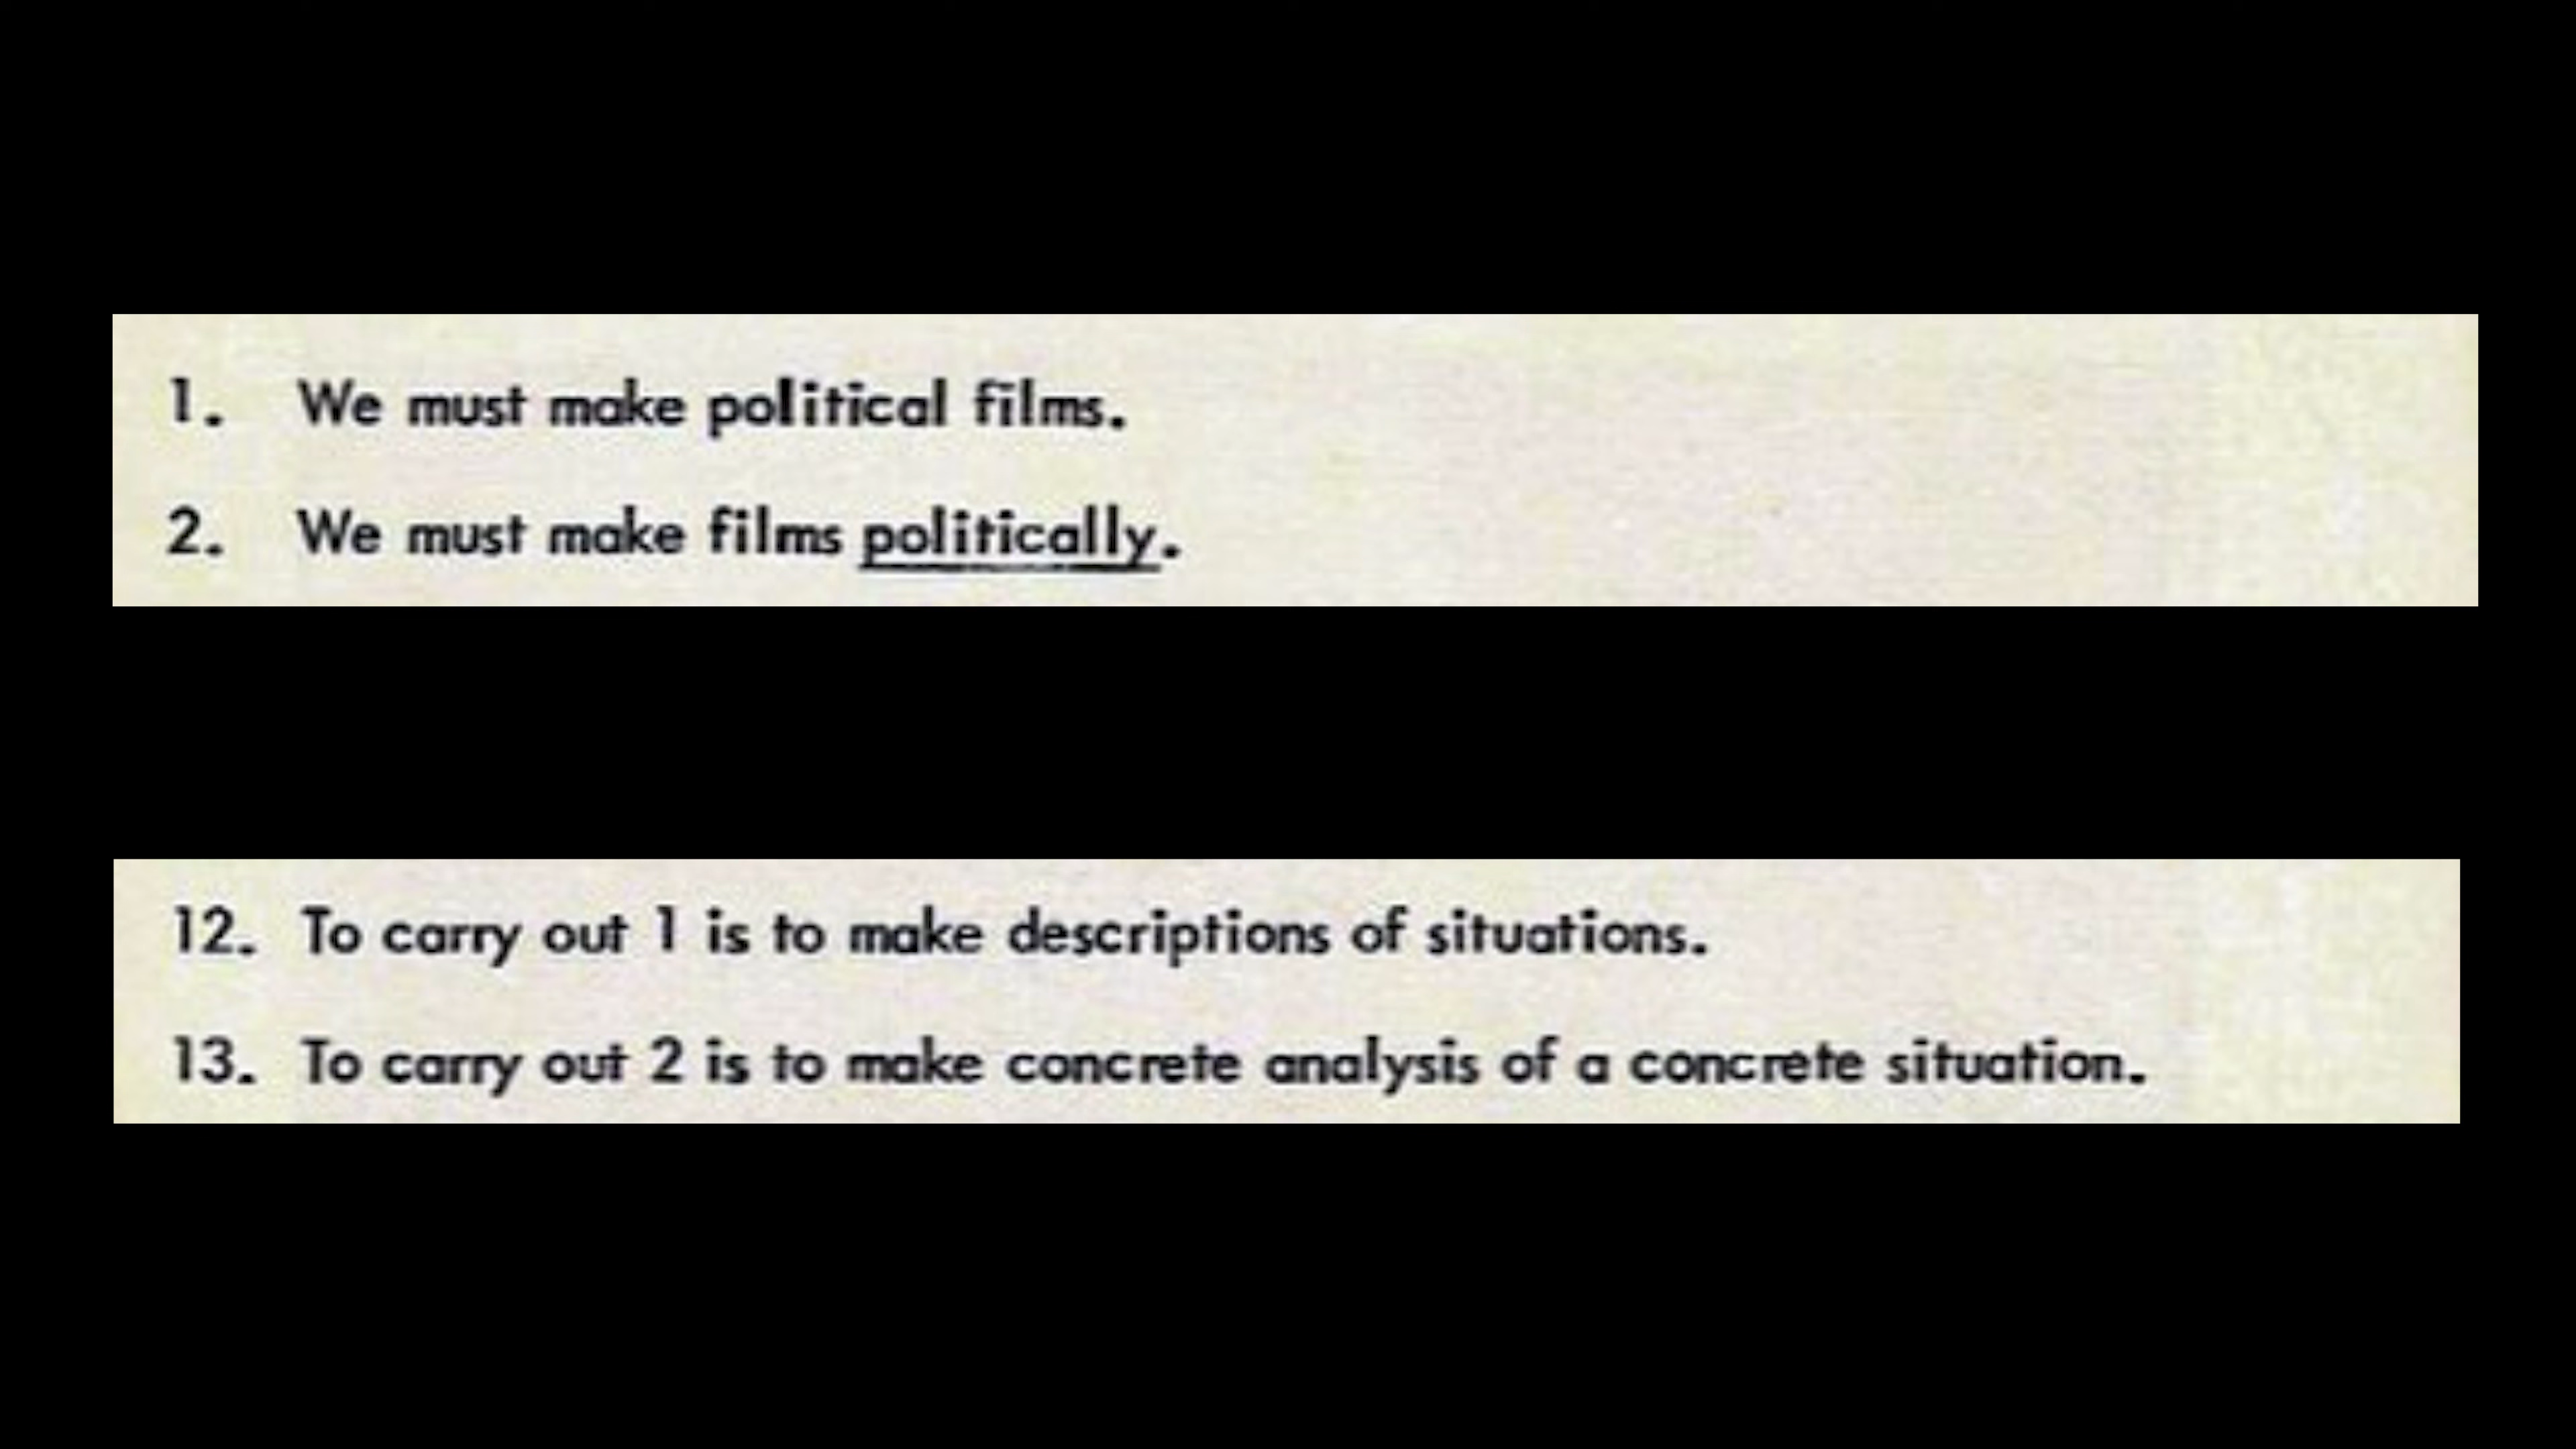 1. We must make political films.
2. We must make films politically.
12. To carry out 1 is to make descriptions of situations.
13. To carry out 2 is to make concrete analysis of a concrete situation.